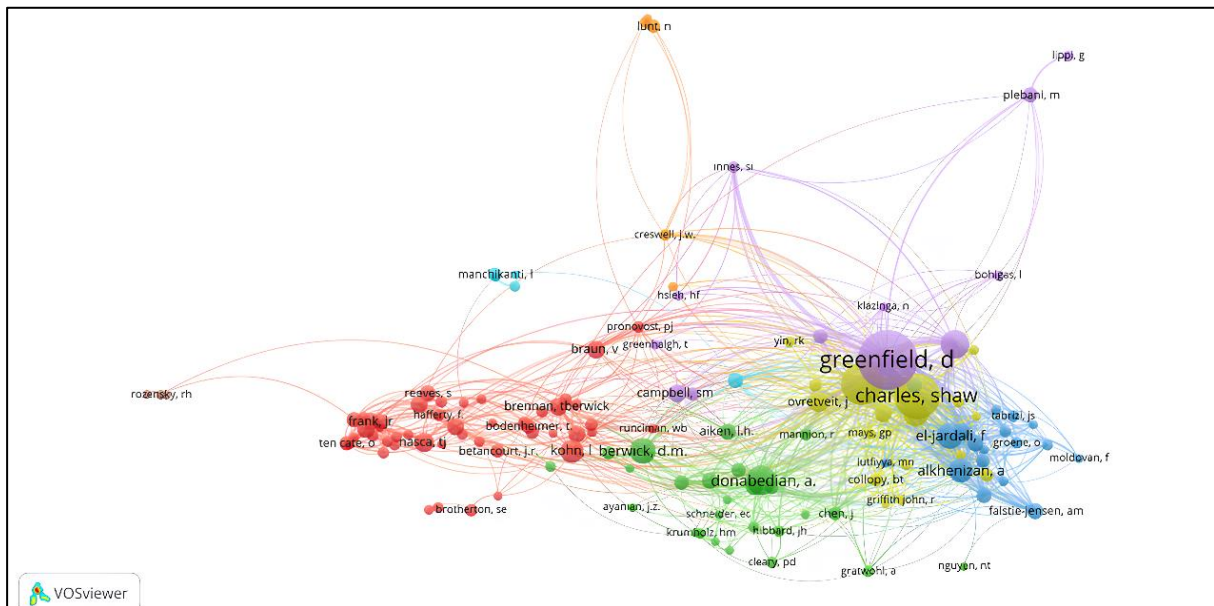 lunt, n
lippi, g
plebani, m
innes, si
creswell, j.w.
manchikanti, l
bohigas, l
hsieh, hf
klazinga, n
pronovost, pj
yin, rk
greenhalgh, t
braun, v
greenfield, d
rozensky, rh
reeves, s
campbell, sm
charles, shaw
brennan, tberwick
ovretveit, j
hafferty, f.
frank, jr
bodenheimer, t.
runciman, wb
aiken, l.h.
mannion, r
mays, gp
el-jardali, f
tabrizi, js
groene, o
ten cate, o
hasca, tj
betancourt, j.r.
kohn, l
berwick, d.m.
moldovan, f
lutfiyya, mn
alkhenizan, a
donabedian, a.
collopy, bt
griffith john, r
brotherton, se
ayanian, j.z.
schneider, ec
chen, j
falstie-jensen, am
krumholz, hm
hibbard, jh
cleary, pd
gratwohl, a
nguyen, nt
VOSviewer